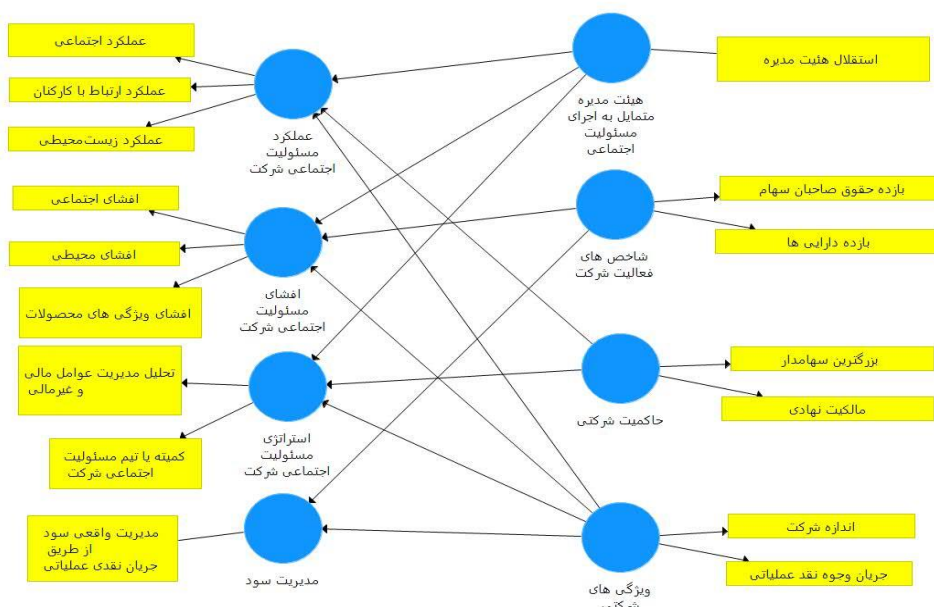 استقلال هئیت مدیره
هیئت مدیره
متمایل به اجرای
مسئولیت
اجتماعی
عملکرد
مسئولیت
اجتماعی شرکت
عملکرد اجتماعی
عملکرد ارتباط با کارکنان
عملکرد زیست‌محیطی
بازده حقوق صاحبان سهام
بازده دارایی ها
شاخص های
فعالیت شرکت
افشای
مسئولیت
اجتماعی شرکت
افشای اجتماعی
افشای محیطی
افشای ویژگی های محصولات
بزرگترین سهامدار
مالکیت نهادی
حاکمیت شرکتی
استراتژی
مسئولیت
اجتماعی شرکت
تحلیل مدیریت عوامل مالی
و غیرمالی
کمیته یا تیم مسئولیت
اجتماعی شرکت
اندازه شرکت
جریان وجوه نقد عملیاتی
ویژگی های
شرکتی
مدیریت سود
مدیریت واقعی سود
از طریق
جریان نقدی عملیاتی